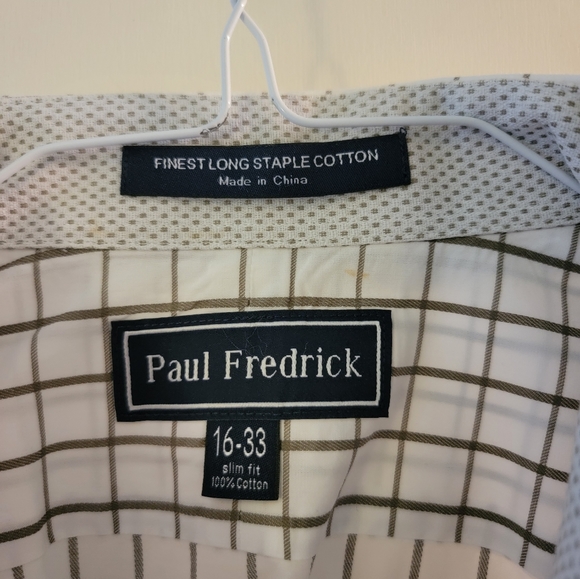 FINEST LONG STAPLE COTTON
Made in China
Paul Fredrick
16-33
slim fit
100% Cotton